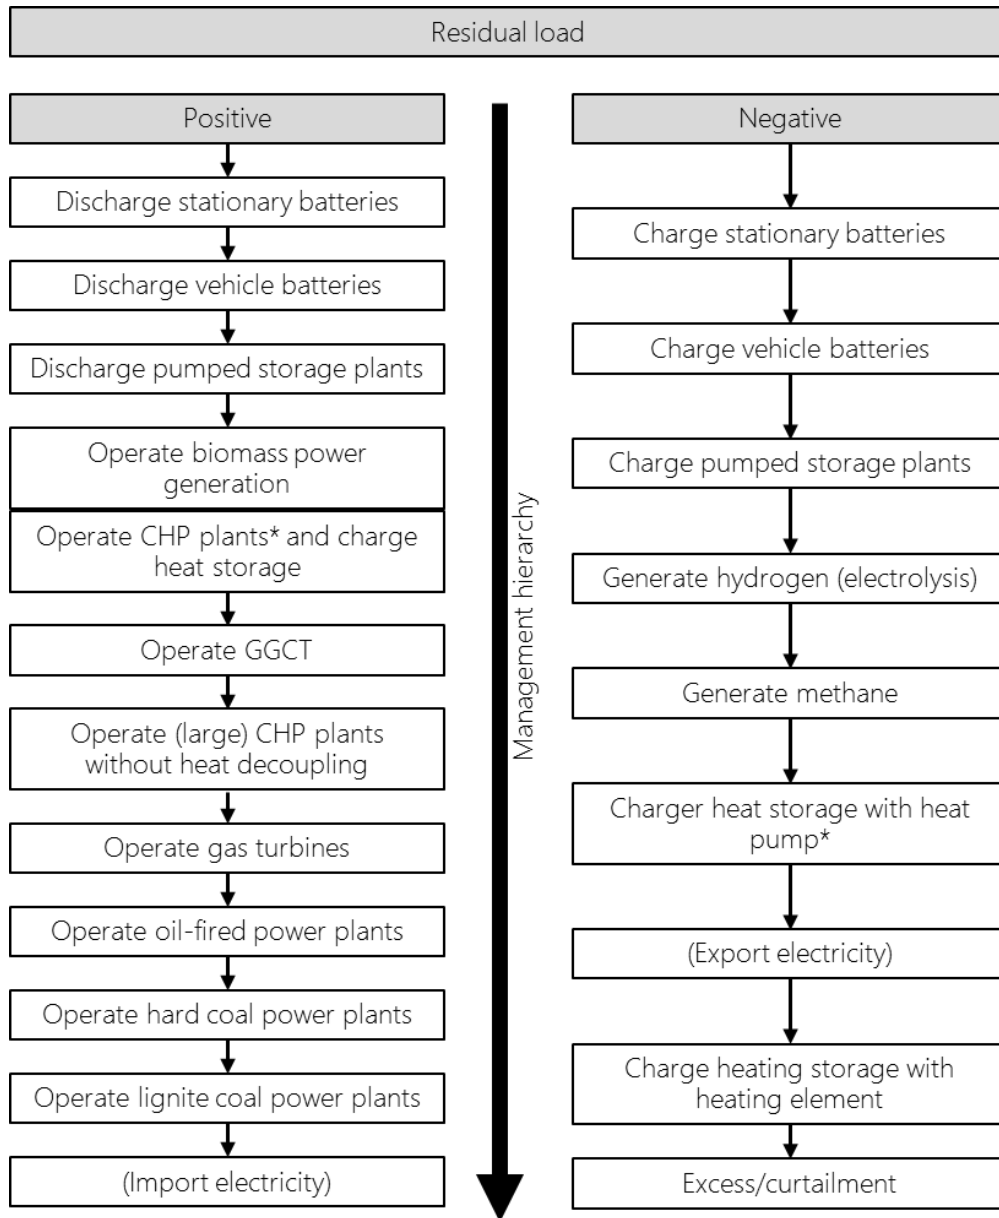 Residual load
Positive
Discharge stationary batteries
Discharge vehicle batteries
Discharge pumped storage plants
Operate biomass power
generation
Operate CHP plants* and charge
heat storage
Operate GGCT
Operate (large) CHP plants
without heat decoupling
Operate gas turbines
Operate oil-fired power plants
Operate hard coal power plants
Operate lignite coal power plants
(Import electricity)
Management hierarchy
Negative
Charge stationary batteries
Charge vehicle batteries
Charge pumped storage plants
Generate hydrogen (electrolysis)
Generate methane
Charger heat storage with heat
pump*
(Export electricity)
Charge heating storage with
heating element
Excess/curtailment